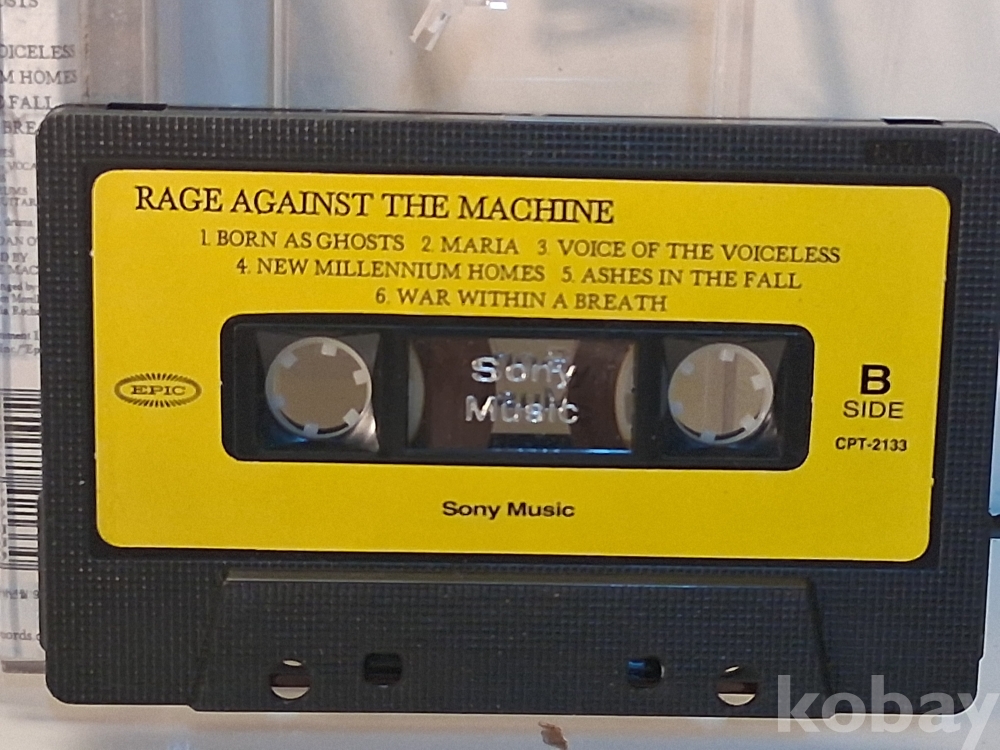 OICELESS
M HOMES
FALL
BRE
RAGE AGAINST THE MACHINE
1. BORN AS GHOSTS 2. MARIA 3. VOICE OF THE VOICELESS
4. NEW MILLENNIUM HOMES 5. ASHES IN THE FALL
6. WAR WITHIN A BREATH
EPIC
Sony
Music
B
SIDE
CPT-2133
Sony Music
kobay